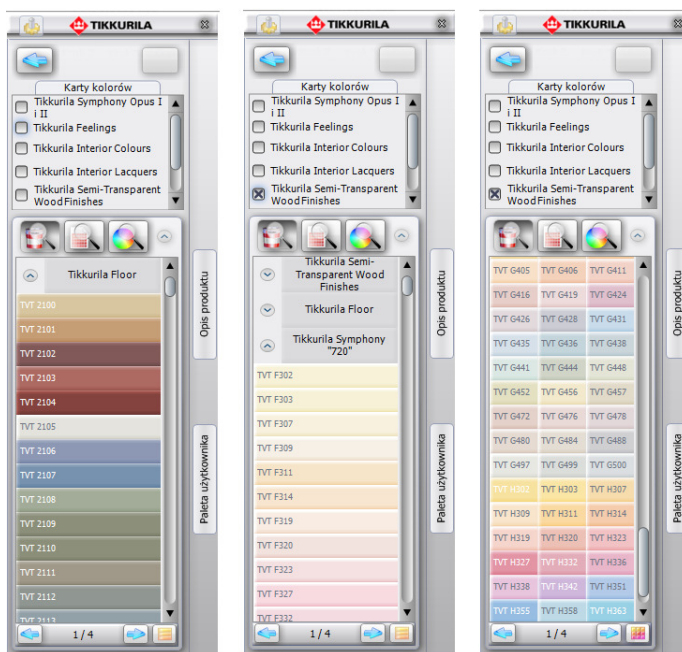 TIKKURILA
Karty kolorów
Tikkurila Symphony Opus I
i II
Tikkurila Feelings
Tikkurila Interior Colours
Tikkurila Interior Lacquers
Tikkurila Semi-Transparent
Wood Finishes
Tikkurila Floor
TVT 2100
TVT 2101
TVT 2102
TVT 2103
TVT 2104
TVT 2105
TVT 2106
TVT 2107
TVT 2108
TVT 2109
TVT 2110
TVT 2111
TVT 2112
TVT 2113
1/4
Opis produktu
Paleta użytkownika
TIKKURILA
Karty kolorów
Tikkurila Symphony Opus I
i II
Tikkurila Feelings
Tikkurila Interior Colours
Tikkurila Interior Lacquers
Tikkurila Semi-Transparent
Wood Finishes
Tikkurila Semi-
Transparent Wood
Finishes
Tikkurila Floor
Tikkurila Symphony
"720"
TVT F302
TVT F303
TVT F307
TVT F309
TVT F311
TVT F314
TVT F319
TVT F320
TVT F323
TVT F327
TVT F332
1/4
Opis produktu
Paleta użytkownika
TIKKURILA
Karty kolorów
Tikkurila Symphony Opus I
i II
Tikkurila Feelings
Tikkurila Interior Colours
Tikkurila Interior Lacquers
Tikkurila Semi-Transparent
Wood Finishes
TVT G405 TVT G406 TVT G411
TVT G416 TVT G419 TVT G424
TVT G426 TVT G428 TVT G431
TVT G435 TVT G436 TVT G438
TVT G441 TVT G444 TVT G448
TVT G452 TVT G456 TVT G457
TVT G472 TVT G476 TVT G478
TVT G480 TVT G484 TVT G488
TVT G497 TVT G499 TVT G500
TVT H302 TVT H303 TVT H307
TVT H309 TVT H311 TVT H314
TVT H319 TVT H320 TVT H323
TVT H327 TVT H332 TVT H336
TVT H338 TVT H342 TVT H351
TVT H355 TVT H358 TVT H363
1/4
Opis produktu
Paleta użytkownika